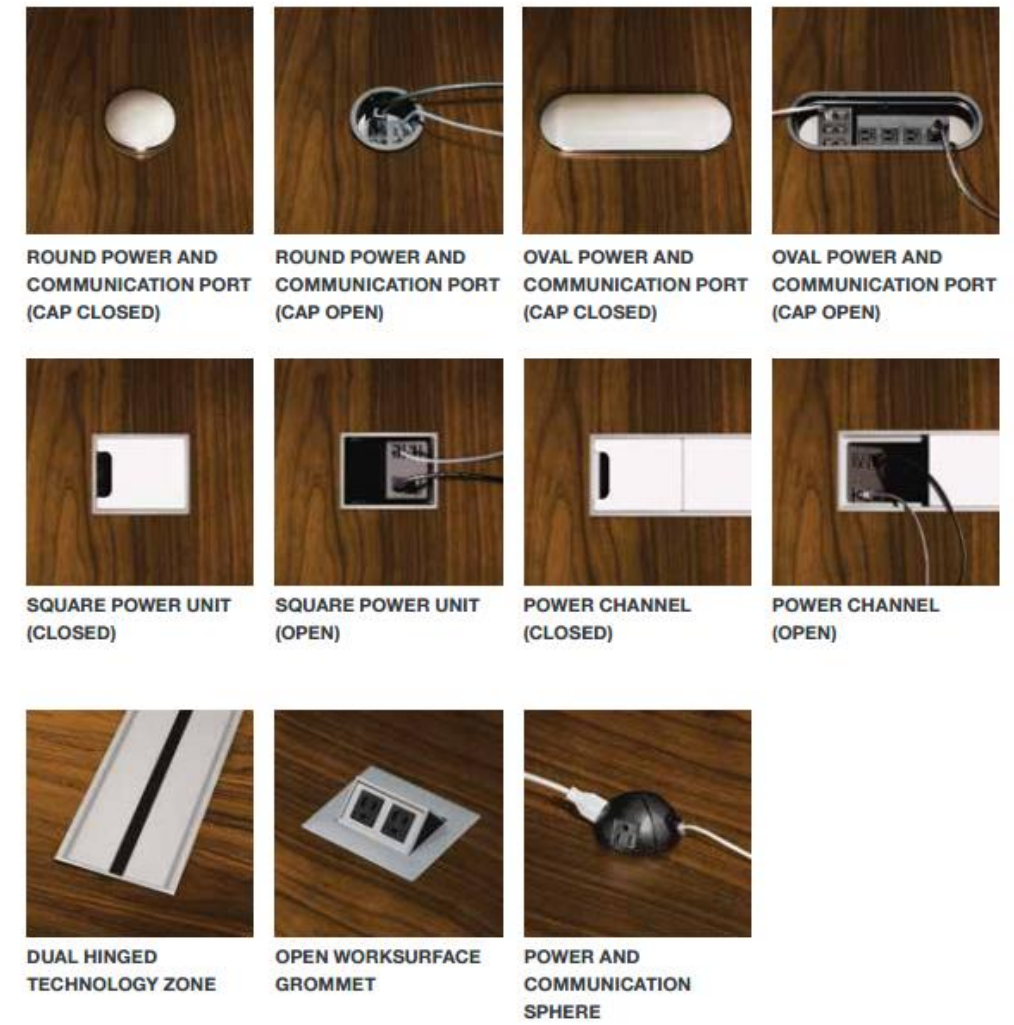 ROUND POWER AND
COMMUNICATION PORT
(CAP CLOSED)
ROUND POWER AND
COMMUNICATION PORT
(CAP OPEN)
OVAL POWER AND
COMMUNICATION PORT
(CAP CLOSED)
OVAL POWER AND
COMMUNICATION PORT
(CAP OPEN)
SQUARE POWER UNIT
(CLOSED)
SQUARE POWER UNIT
(OPEN)
POWER CHANNEL
(CLOSED)
POWER CHANNEL
(OPEN)
DUAL HINGED
TECHNOLOGY ZONE
OPEN WORKSURFACE
GROMMET
POWER AND
COMMUNICATION
SPHERE